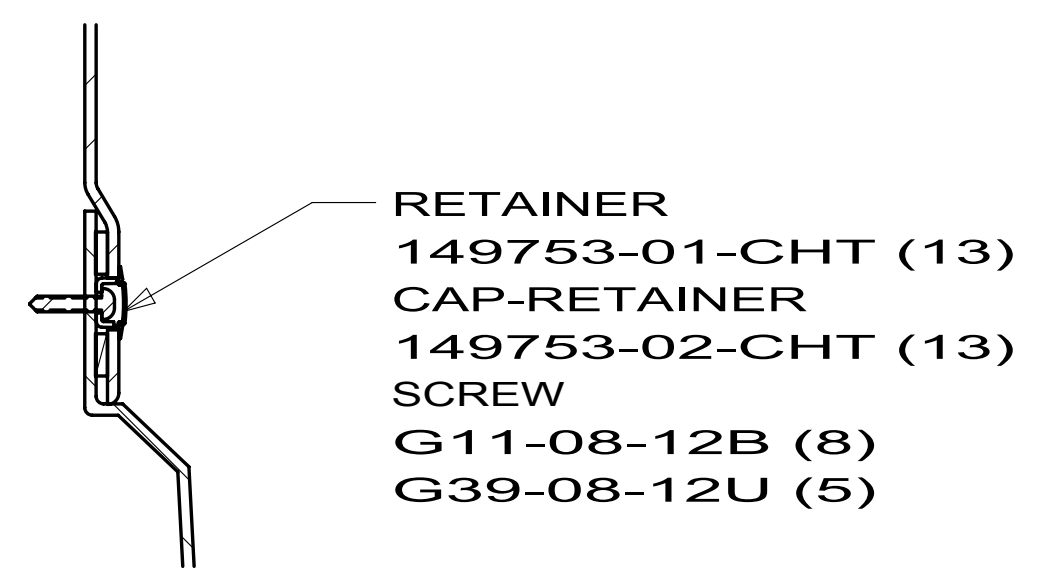 RETAINER
149753-01-CHT (13)
CAP-RETAINER
149753-02-CHT (13)
SCREW
G11-08-12B (8)
G39-08-12U (5)